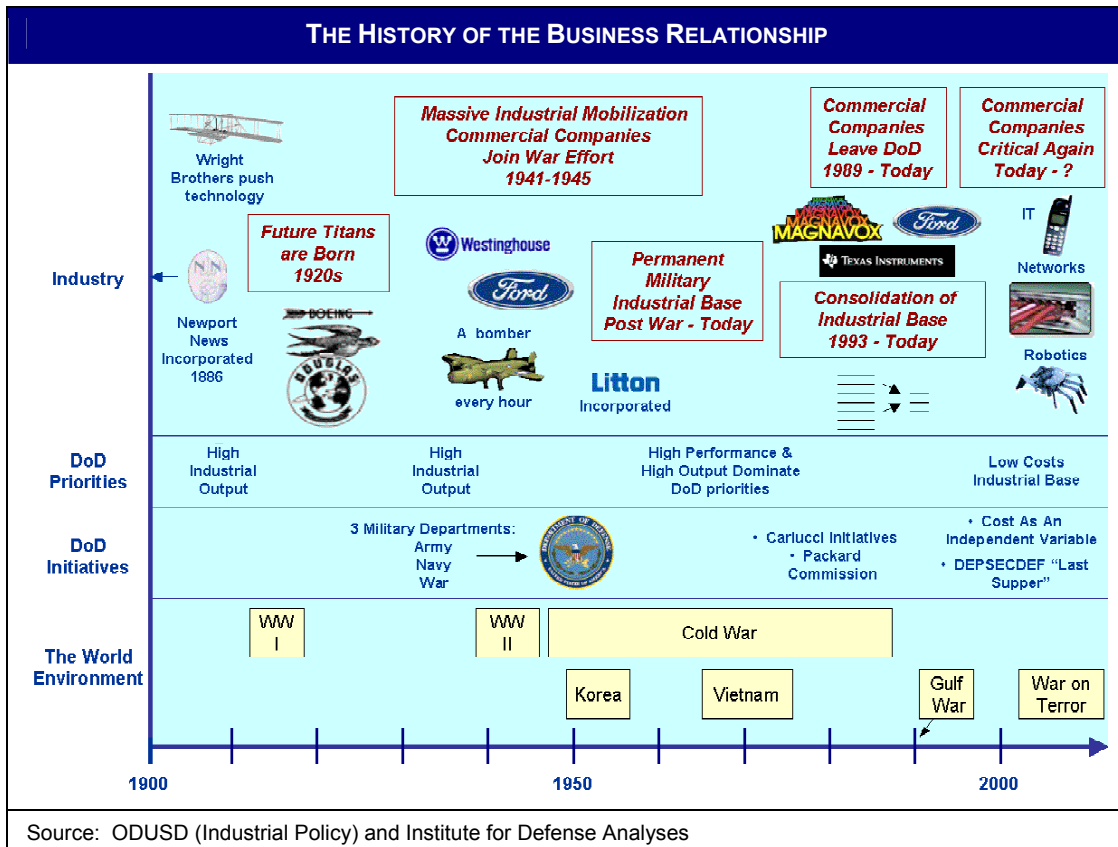 THE HISTORY OF THE BUSINESS RELATIONSHIP
Industry
Wright
Brothers push
technology
Newport
News
Incorporated
1886
Future Titans
are Born
1920s
BOEING
DOUGLAS
Massive Industrial Mobilization
Commercial Companies
Join War Effort
1941-1945
W
Westinghouse
Ford
A bomber
every hour
Permanent
Military
Industrial Base
Post War - Today
Litton
Incorporated
Commercial
Companies
Leave DoD
1989 - Today
MAGNAVOX
Ford
TEXAS INSTRUMENTS
Consolidation of
Industrial Base
1993 - Today
Commercial
Companies
Critical Again
Today - ?
IT
Networks
Robotics
DoD
Priorities
High
Industrial
Output
High
Industrial
Output
High Performance &
High Output Dominate
DoD priorities
Low Costs
Industrial Base
DoD
Initiatives
3 Military Departments:
Army
Navy
War
DEPARTMENT OF DEFENSE
• Carlucci Initiatives
• Packard
Commission
• Cost As An
Independent Variable
• DEPSECDEF “Last
Supper”
The World
Environment
WW
I
WW
II
Cold War
Korea
Vietnam
Gulf
War
War on
Terror
1900
1950
2000
Source: ODUSD (Industrial Policy) and Institute for Defense Analyses